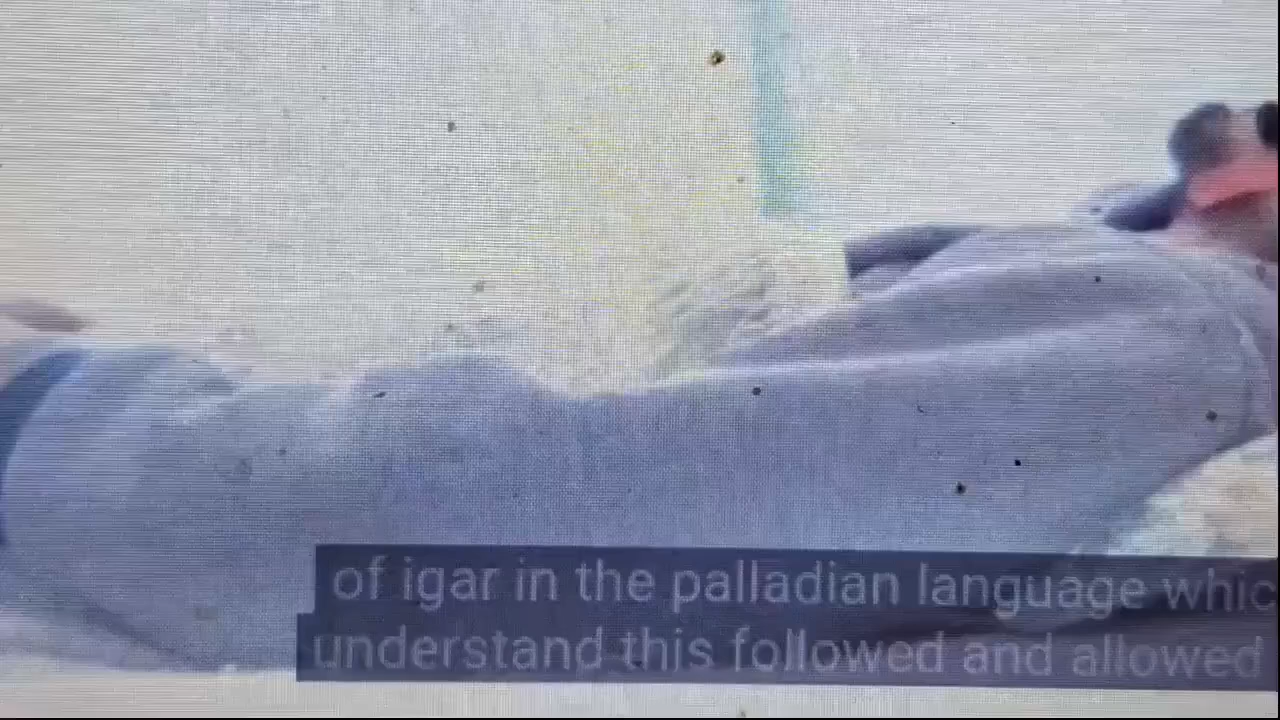 of igar in the palladian language whic
understand this followed and allowed